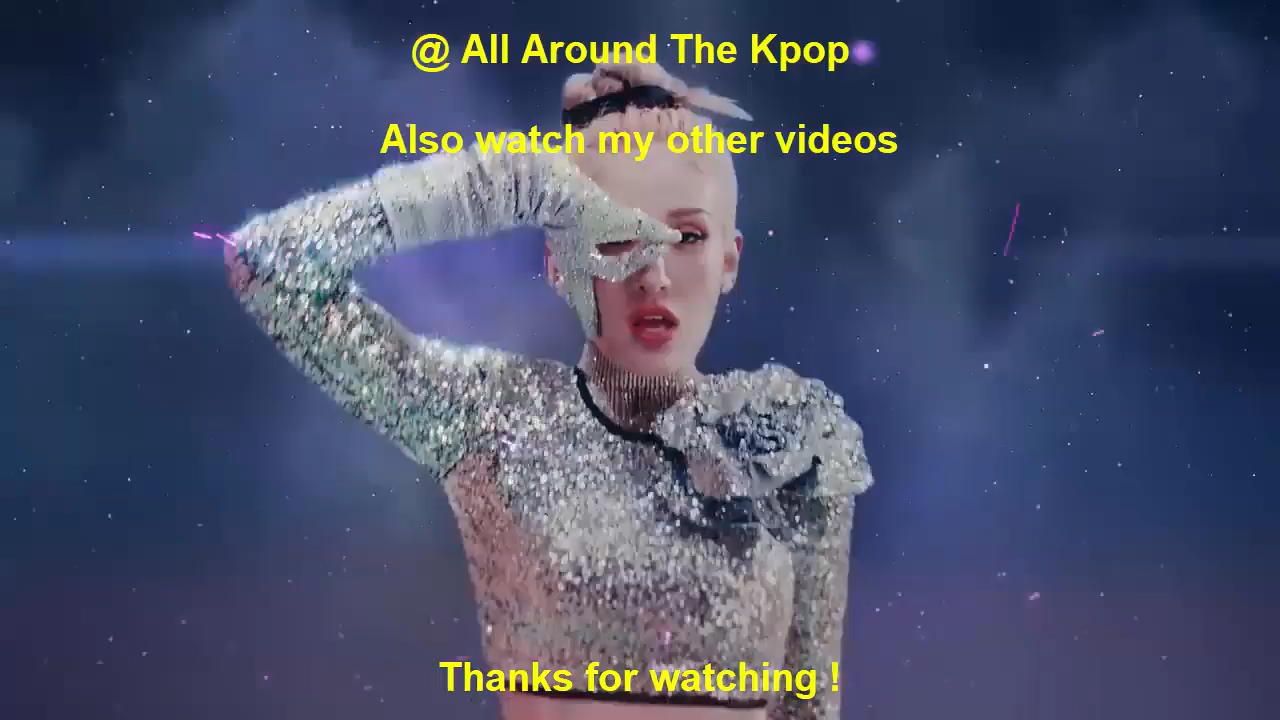 @ All Around The Kpop
Also watch my other videos
Thanks for watching !